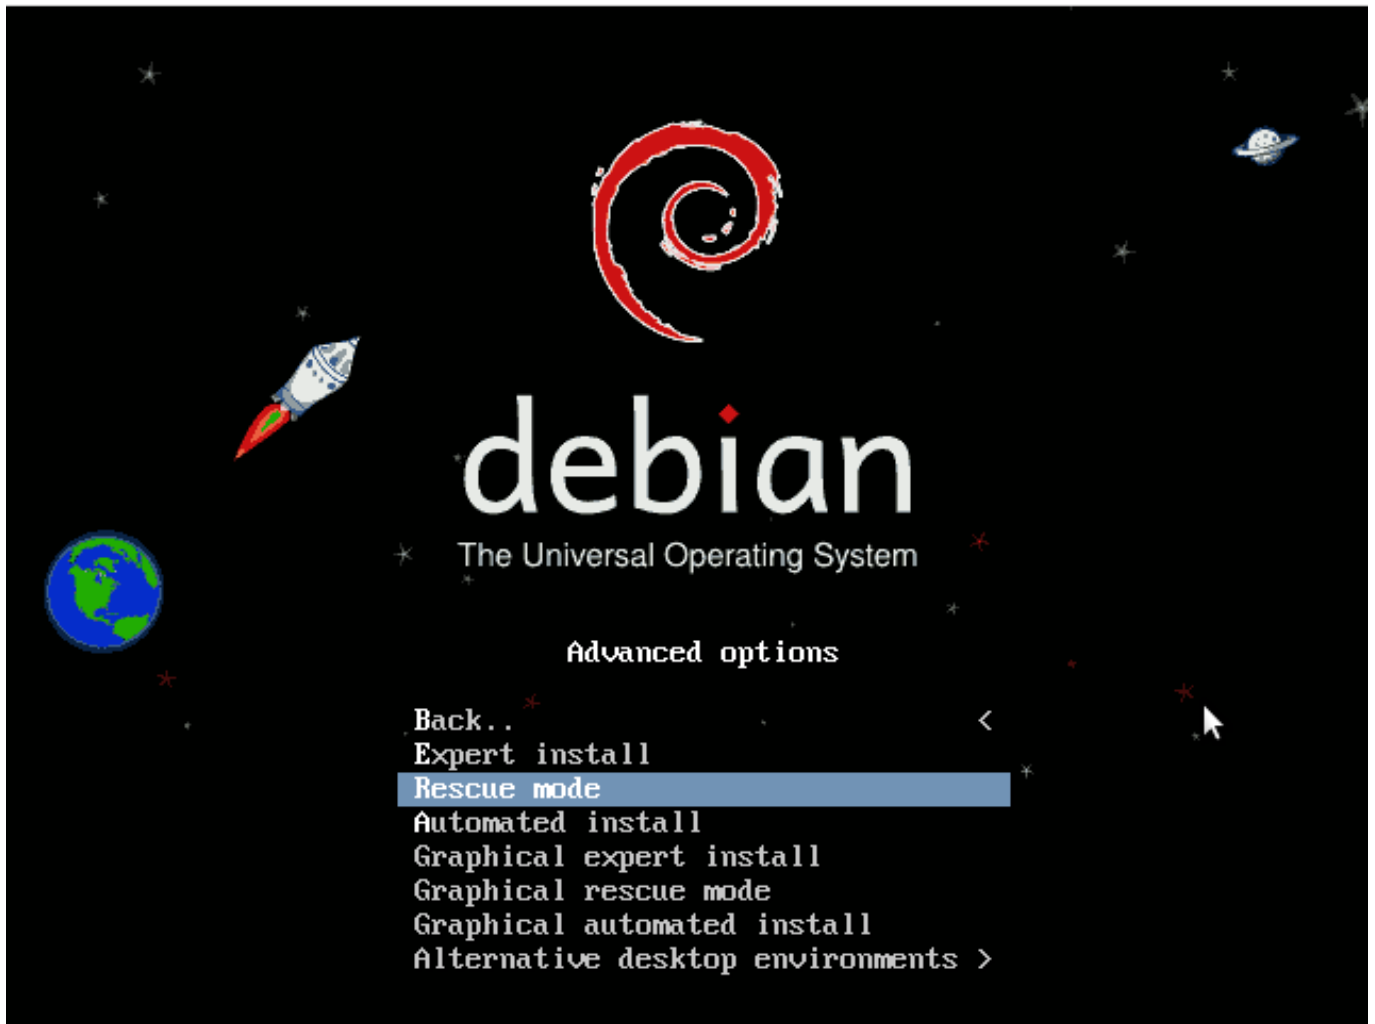 debian
The Universal Operating System
Advanced options
Back.. <
Expert install
Rescue mode
Automated install
Graphical expert install
Graphical rescue mode
Graphical automated install
Alternative desktop environments >